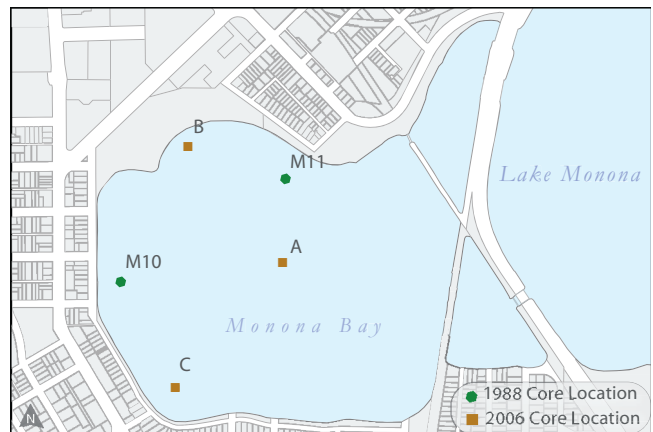 B
M11
Lake Monona
A
M10
Monona Bay
C
1988 Core Location
2006 Core Location
N